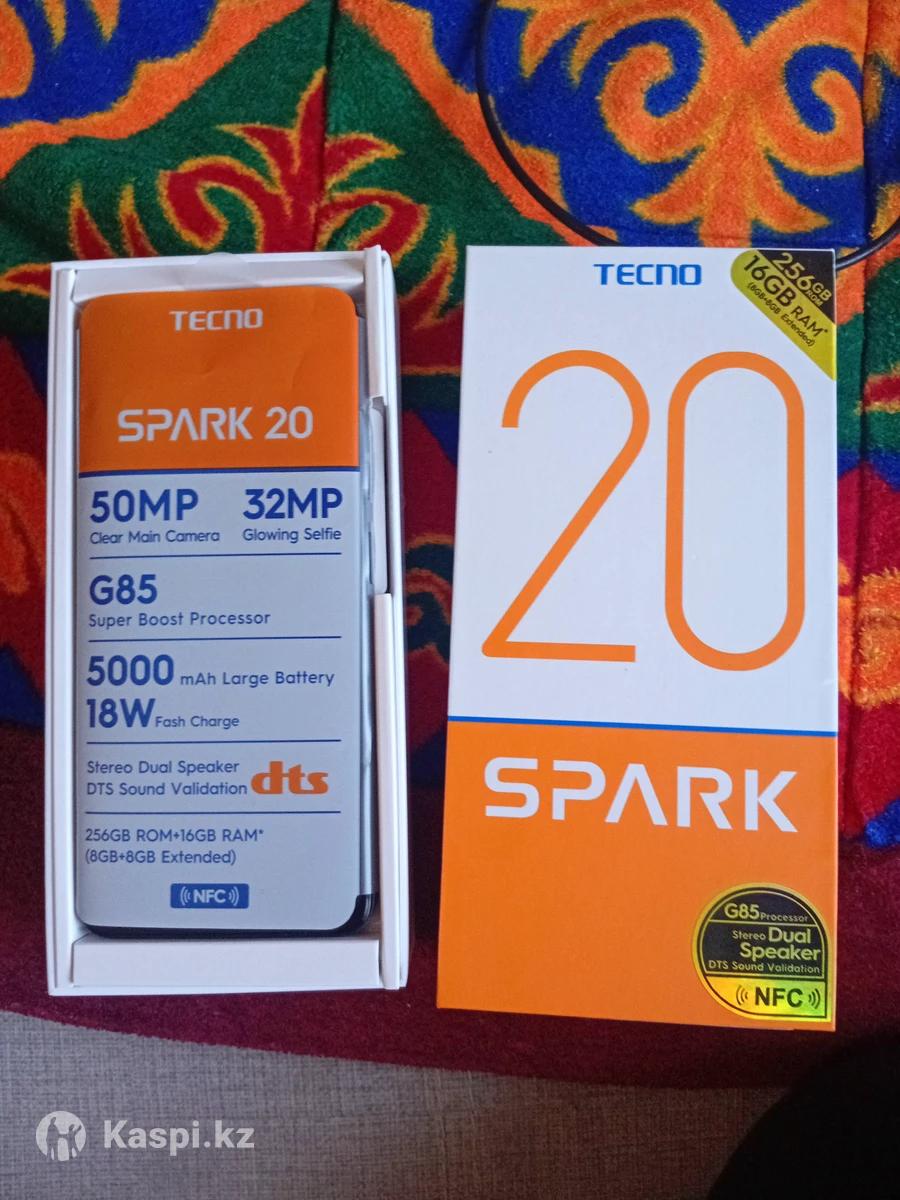 TECNO
SPARK 20
50MP 32MP
Clear Main Camera Glowing Selfie
G85
Super Boost Processor
5000 mAh Large Battery
18W Fash Charge
Stereo Dual Speaker
DTS Sound Validation dts
256GB ROM+16GB RAM*
(8GB+8GB Extended)
NFC
TECNO
256GB ROM
16GB RAM*
(8GB+8GB Extended)
20
SPARK
G85 Processor
Stereo Dual
Speaker
DTS Sound Validation
NFC
Kaspi.kz